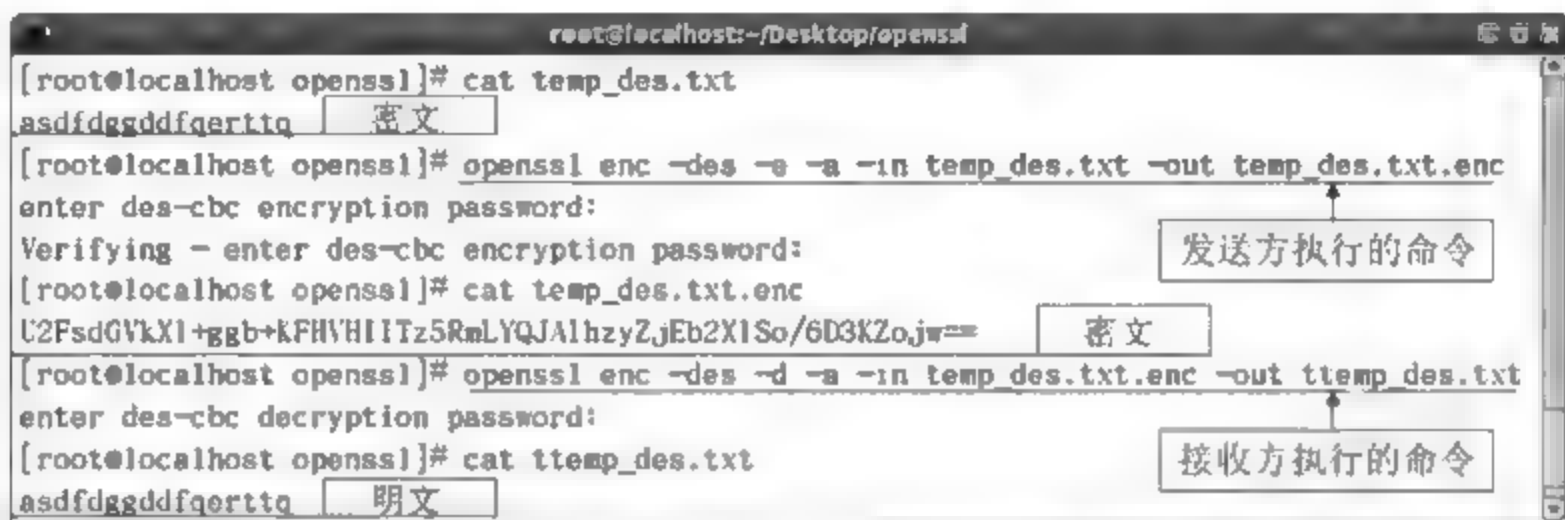 root@localhost:~/Desktop/openssl
[root@localhost openssl]# cat temp_des.txt
asdfdggddfqerttq 密文
[root@localhost openssl]# openssl enc -des -e -a -in temp_des.txt -out temp_des.txt.enc
enter des-cbc encryption password:
Verifying - enter des-cbc encryption password:
发送方执行的命令
[root@localhost openssl]# cat temp_des.txt.enc
密文
[root@localhost openssl]# openssl enc -des -d -a -in temp_des.txt.enc -out ttemp_des.txt
enter des-cbc decryption password:
[root@localhost openssl]# cat ttemp_des.txt
接收方执行的命令
asdfdggddfqerttq 明文